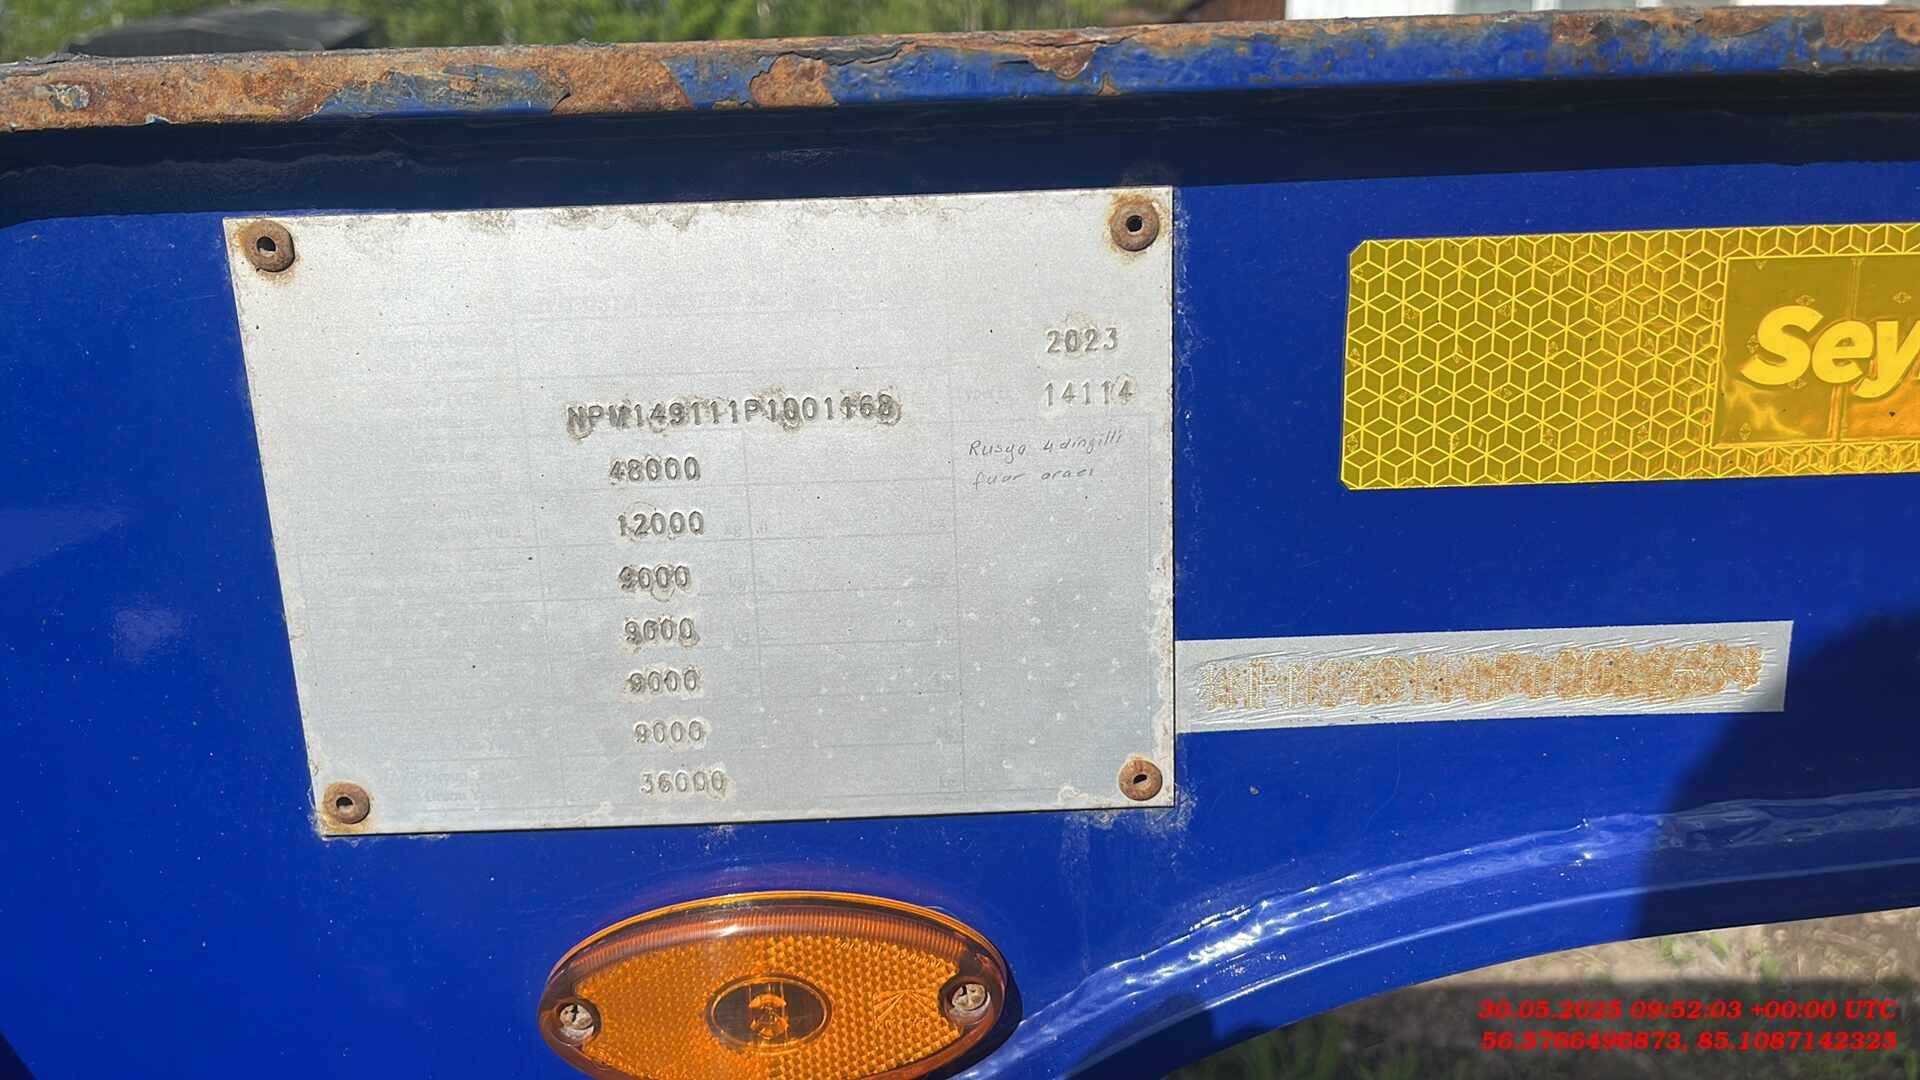 2023
14114
NPM149111P1001168
48000
Rusya 4 dingilli
fuar aracı
12000
9000
9000
9000
9000
36000
Sey
30.05.2025 09:52:03 +00:00 UTC
56.5766496873, 85.1087142325